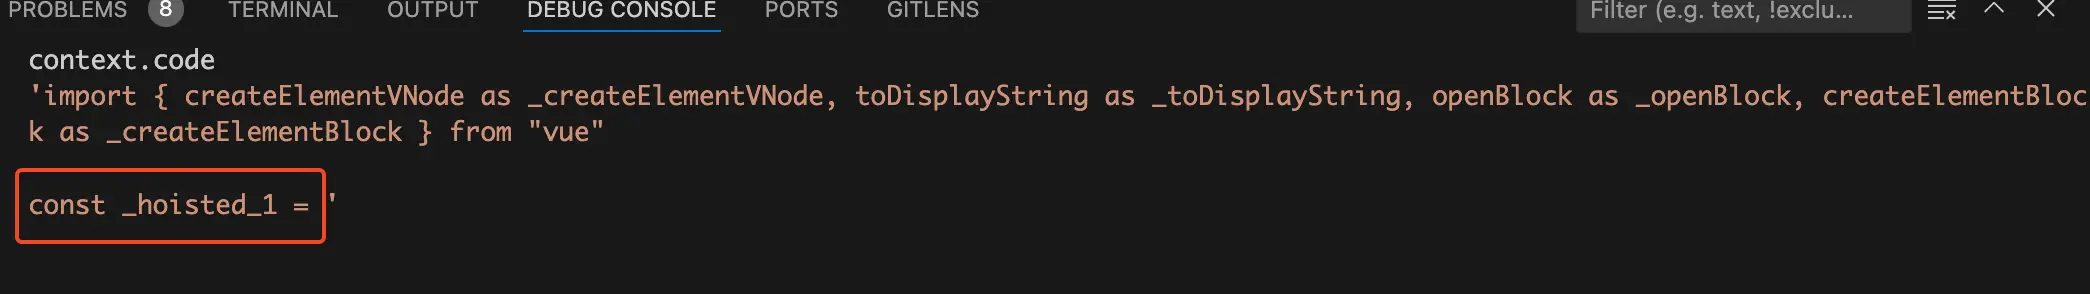 PROBLEMS 8 TERMINAL OUTPUT DEBUG CONSOLE PORTS GITLENS Filter (e.g. text, !exclu...
context.code
'import { createElementVNode as _createElementVNode, toDisplayString as _toDisplayString, openBlock as _openBlock, createElementBloc
k as _createElementBlock } from "vue"
const _hoisted_1 = '